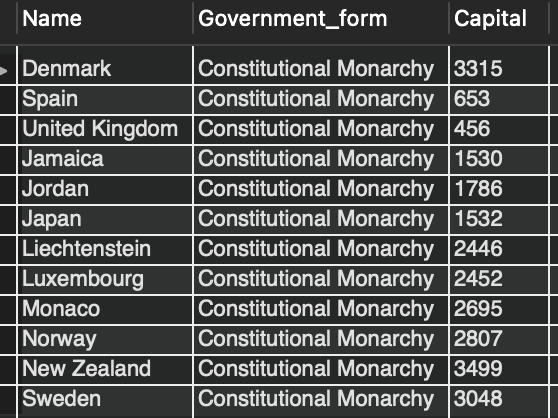 Name Government_form Capital
Denmark Constitutional Monarchy 3315
Spain Constitutional Monarchy 653
United Kingdom Constitutional Monarchy 456
Jamaica Constitutional Monarchy 1530
Jordan Constitutional Monarchy 1786
Japan Constitutional Monarchy 1532
Liechtenstein Constitutional Monarchy 2446
Luxembourg Constitutional Monarchy 2452
Monaco Constitutional Monarchy 2695
Norway Constitutional Monarchy 2807
New Zealand Constitutional Monarchy 3499
Sweden Constitutional Monarchy 3048